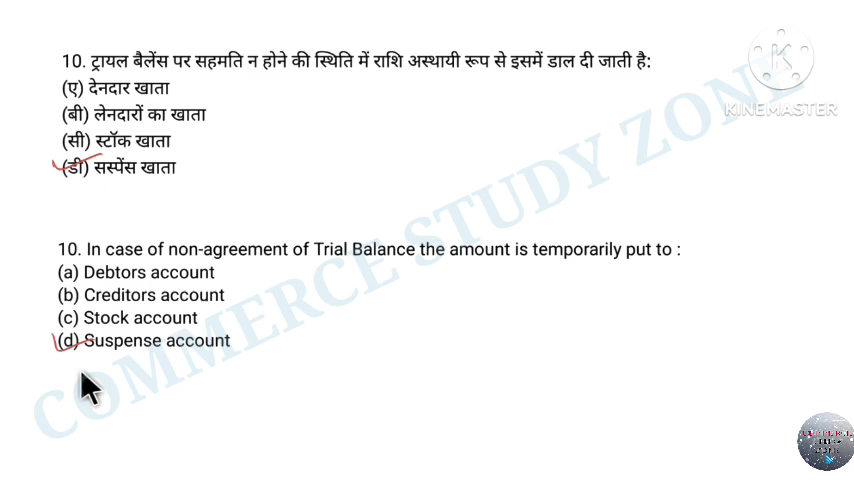 10. ट्रायल बैलेंस पर सहमति न होने की स्थिति में राशि अस्थायी रूप से इसमें डाल दी जाती है:
(ए) देनदार खाता
(बी) लेनदारों का खाता
(सी) स्टॉक खाता
(डी) सस्पेंस खाता
K
KINEMASTER
COMMERCE STUDY ZONE
10. In case of non-agreement of Trial Balance the amount is temporarily put to :
(a) Debtors account
(b) Creditors account
(c) Stock account
(d) Suspense account